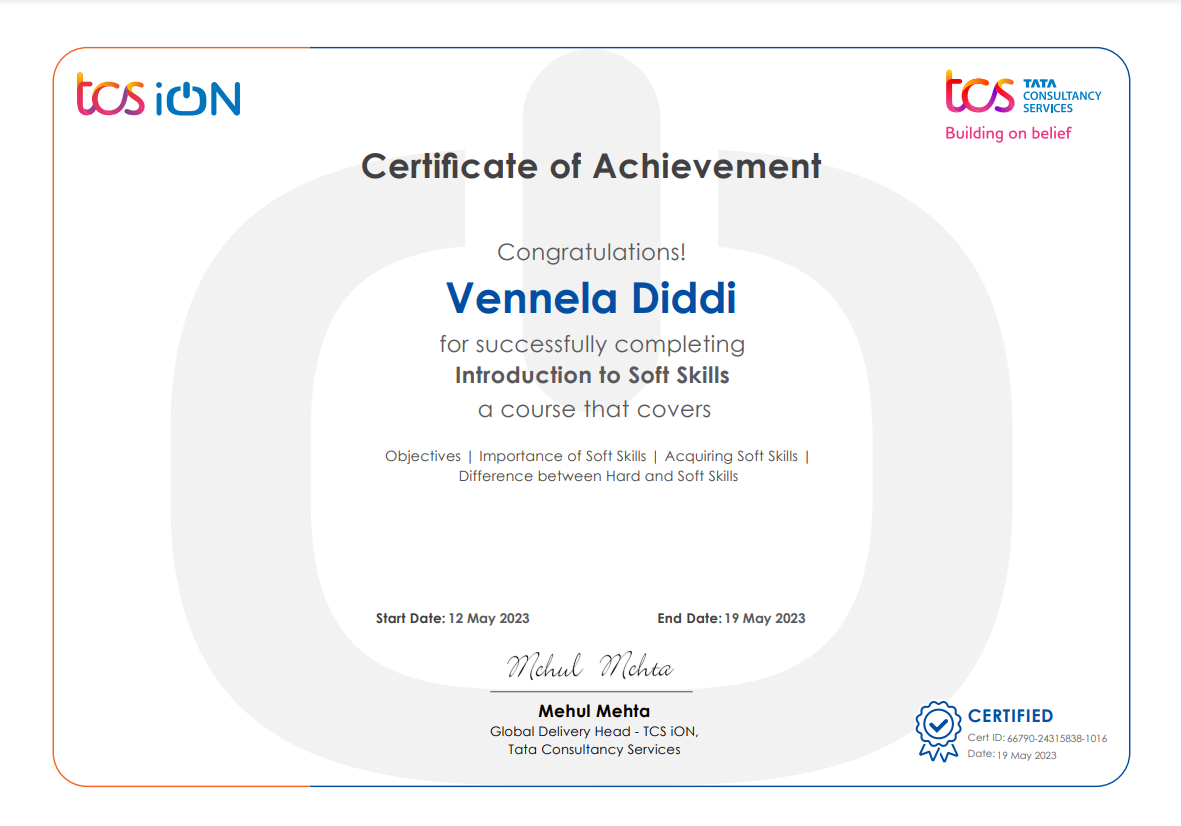 tcs iON
tcs TATA
CONSULTANCY
SERVICES
Building on belief
Certificate of Achievement
Congratulations!
Vennela Diddi
for successfully completing
Introduction to Soft Skills
a course that covers
Objectives | Importance of Soft Skills | Acquiring Soft Skills |
Difference between Hard and Soft Skills
Start Date: 12 May 2023 End Date: 19 May 2023
Mehul Mehta
Mehul Mehta
Global Delivery Head - TCS iON,
Tata Consultancy Services
CERTIFIED
Cert ID: 66790-24315838-1016
Date: 19 May 2023